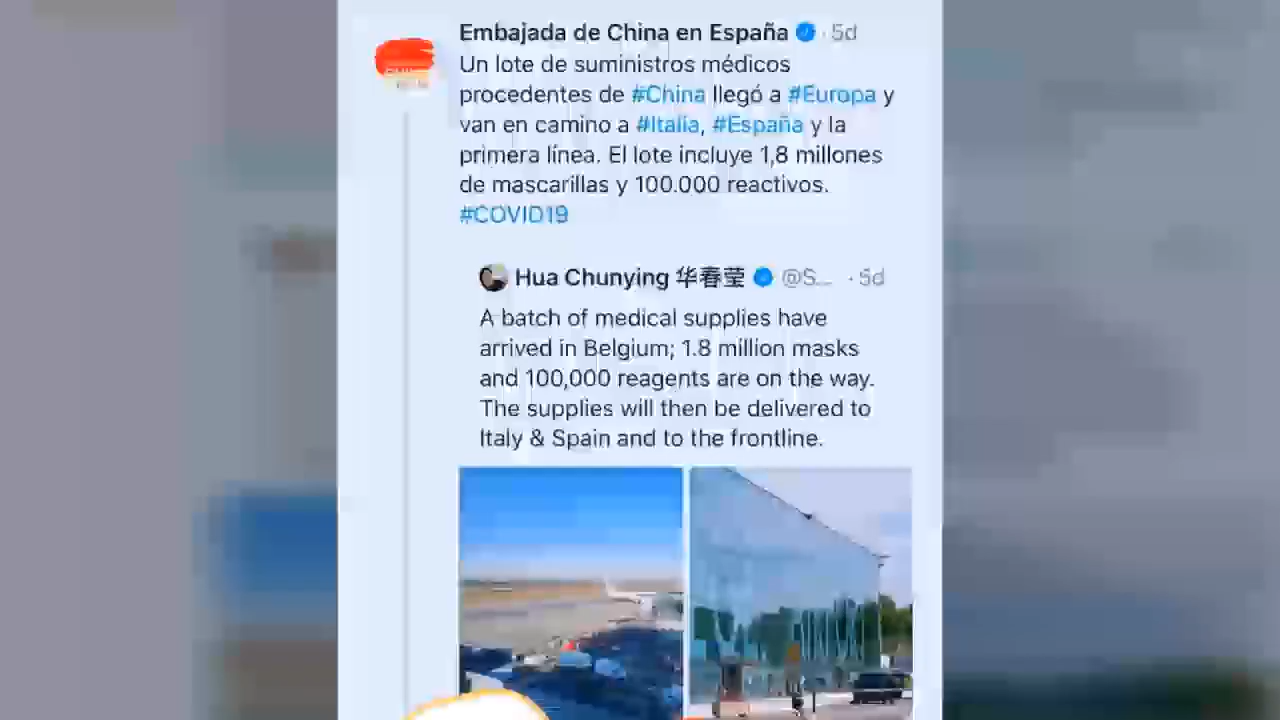 Embajada de China en España · 5d
Un lote de suministros médicos
procedentes de #China llegó a #Europa y
van en camino a #Italia, #España y la
primera línea. El lote incluye 1,8 millones
de mascarillas y 100.000 reactivos.
#COVID19
Hua Chunying 华春莹 @S... · 5d
A batch of medical supplies have
arrived in Belgium; 1.8 million masks
and 100,000 reagents are on the way.
The supplies will then be delivered to
Italy & Spain and to the frontline.